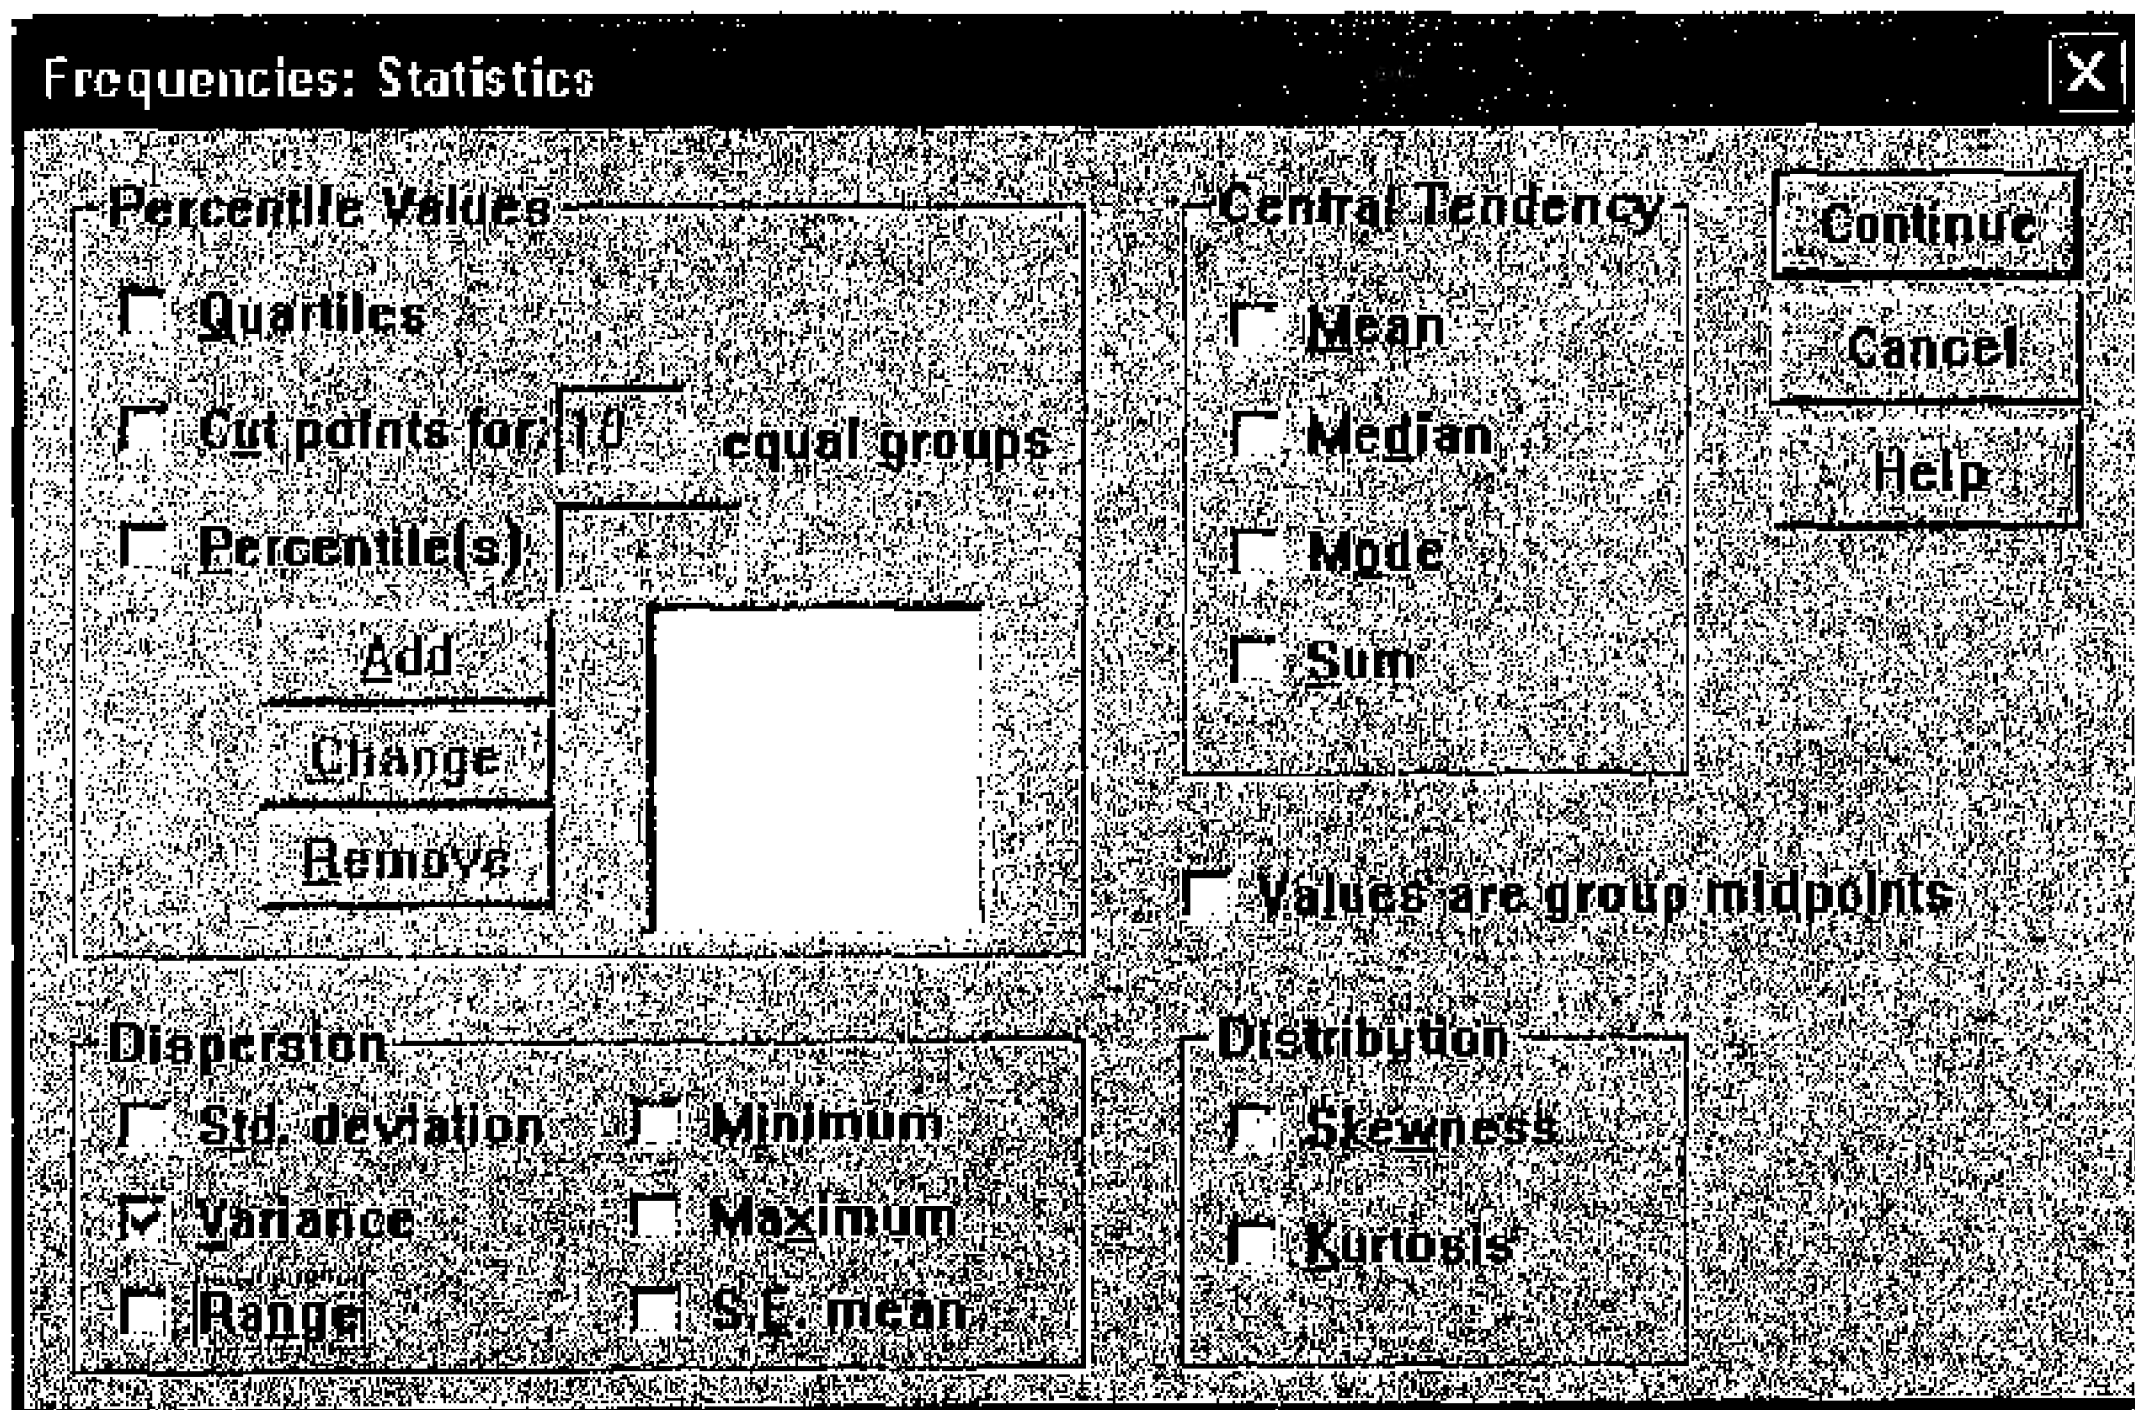 Frequencies: Statistics
Percentile Values
Quartiles
Cut points for: 10 equal groups
Percentile(s)
Add
Change
Remove
Central Tendency
Mean
Median
Mode
Sum
Continue
Cancel
Help
Values are group midpoints
Dispersion
Std. deviation
Minimum
Variance
Maximum
Range
S.E. mean
Distribution
Skewness
Kurtosis